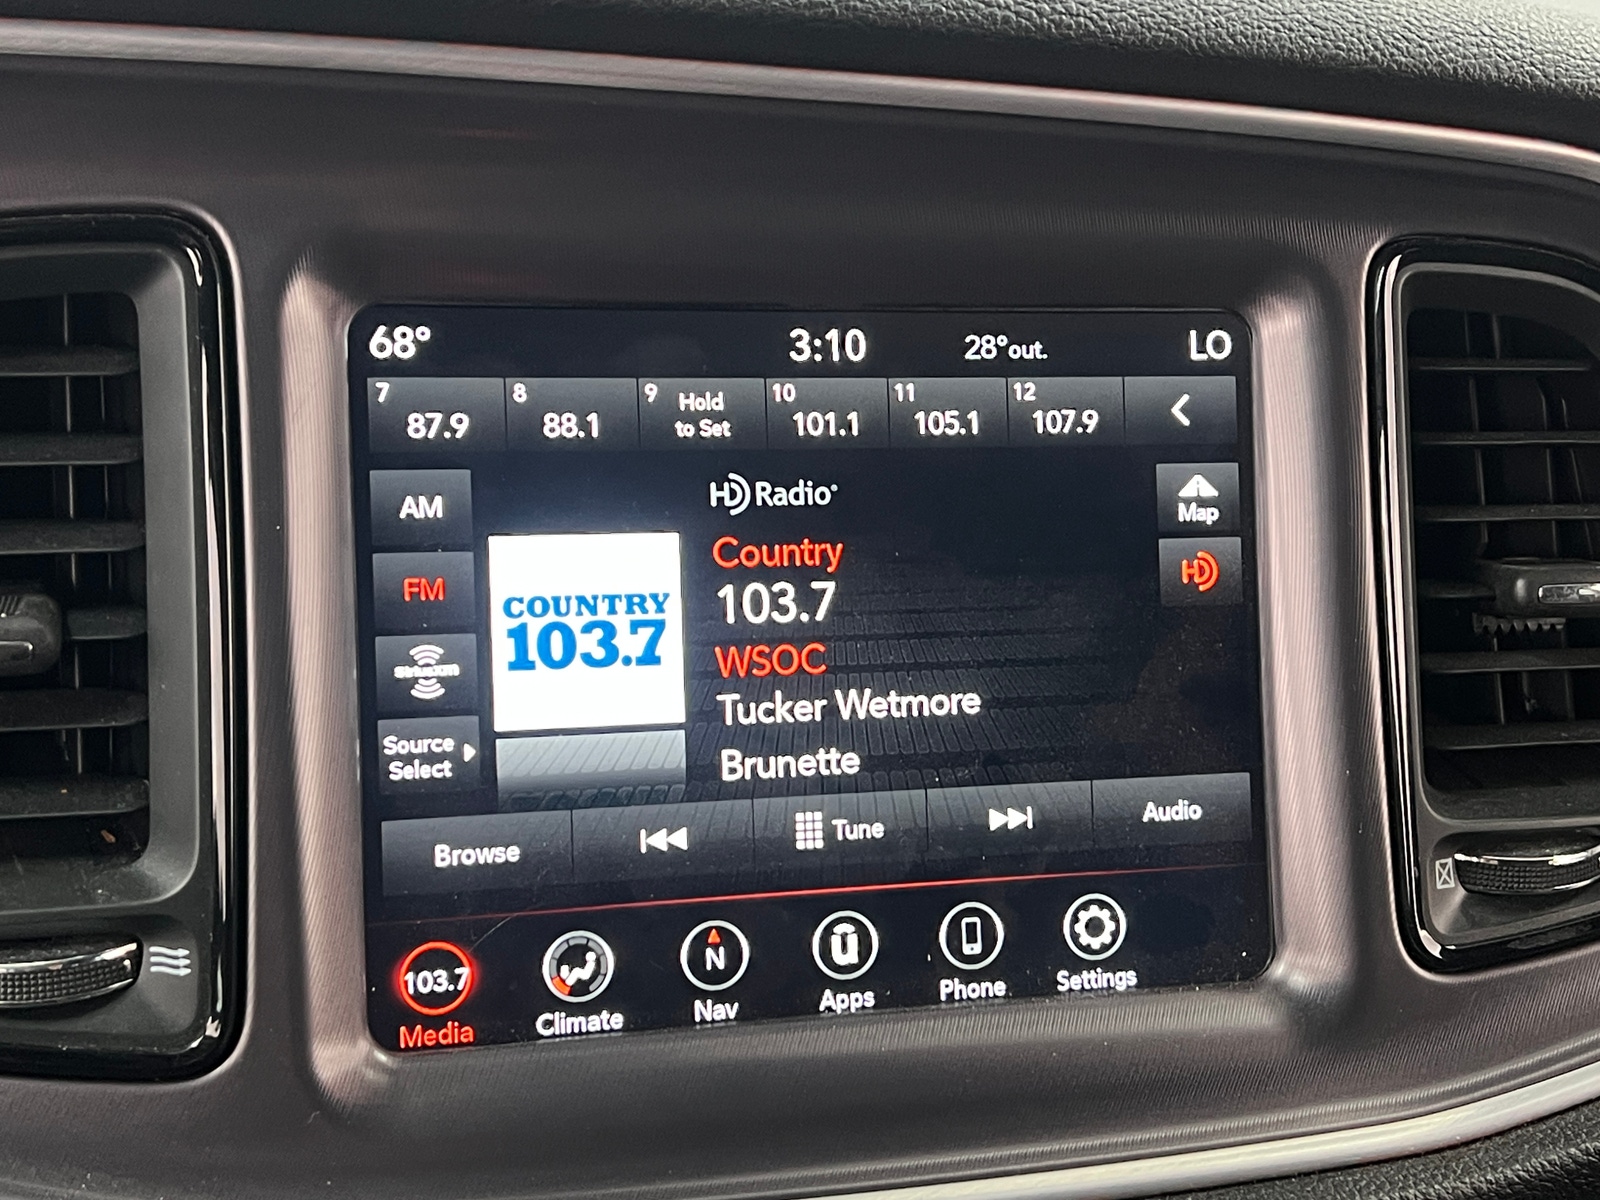 68° 3:10 28°out. LO
7 87.9 8 88.1 9 Hold to Set 10 101.1 11 105.1 12 107.9
HD Radio
AM
FM
SiriusXM
Source
Select
COUNTRY
103.7
Country
103.7
WSOC
Tucker Wetmore
Brunette
Map
HD
Browse Tune Audio
103.7 N ū
Media Climate Nav Apps Phone Settings